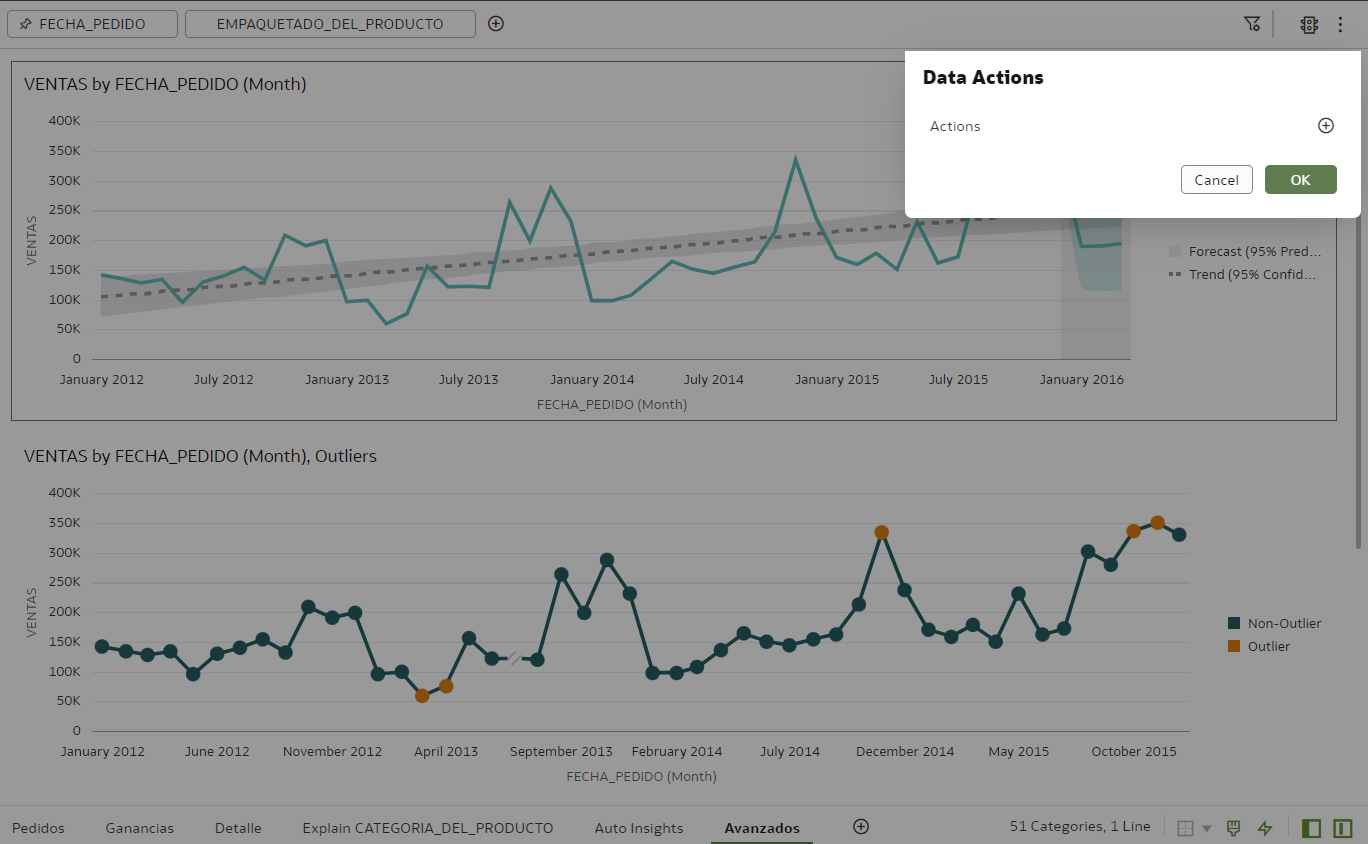 FECHA_PEDIDO
EMPAQUETADO_DEL_PRODUCTO
Data Actions
Actions
Cancel
OK
VENTAS by FECHA_PEDIDO (Month)
400K
350K
300K
250K
200K
150K
100K
50K
0
VENTAS
January 2012
July 2012
January 2013
July 2013
January 2014
July 2014
January 2015
July 2015
January 2016
FECHA_PEDIDO (Month)
Forecast (95% Pred...
Trend (95% Confid...
VENTAS by FECHA_PEDIDO (Month), Outliers
400K
350K
300K
250K
200K
150K
100K
50K
0
VENTAS
January 2012
June 2012
November 2012
April 2013
September 2013
February 2014
July 2014
December 2014
May 2015
October 2015
FECHA_PEDIDO (Month)
Non-Outlier
Outlier
Pedidos
Ganancias
Detalle
Explain CATEGORIA_DEL_PRODUCTO
Auto Insights
Avanzados
51 Categories, 1 Line